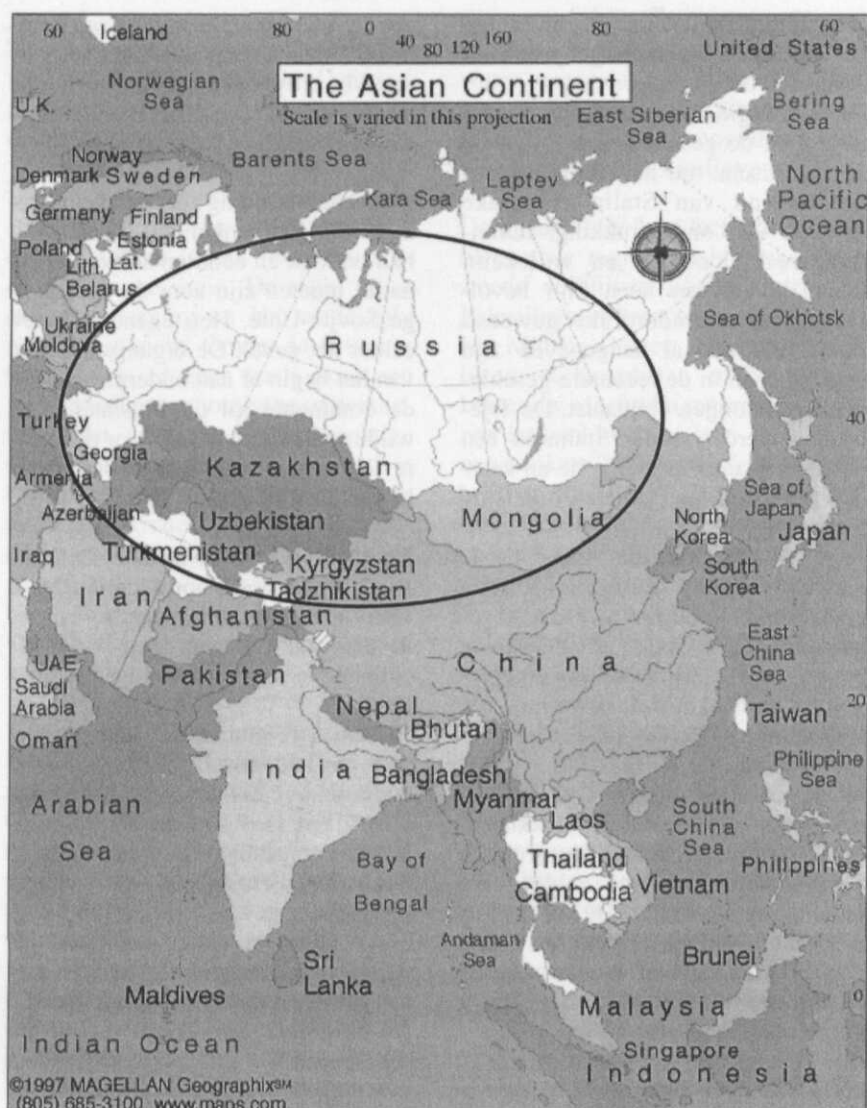 60
Iceland
80
0
40
80
120
160
80
60
United States
Norwegian
Sea
The Asian Continent
Scale is varied in this projection
East Siberian
Sea
Bering
Sea
U.K.
Norway
Barents Sea
Denmark
Sweden
Kara Sea
Laptev
Sea
North
Pacific
Ocean
Germany
Finland
Poland
Estonia
Lith.
Lat.
Belarus
Ukraine
Moldova
Russia
Sea of Okhotsk
Turkey
40
Georgia
Kazakhstan
Armenia
Azerbaijan
Uzbekistan
Mongolia
North
Korea
Sea of
Japan
Japan
Iraq
Turkmenistan
Kyrgyzstan
South
Korea
Iran
Tadzhikistan
Afghanistan
UAE
Pakistan
China
East
China
Sea
Saudi
Arabia
Nepal
20
Oman
Bhutan
Taiwan
India
Bangladesh
Philippine
Sea
Arabian
Sea
Myanmar
Laos
South
China
Sea
Bay of
Bengal
Thailand
Cambodia
Vietnam
Philippines
Andaman
Sea
Sri
Lanka
Brunei
Maldives
Malaysia
0
Indian Ocean
Singapore
Indonesia
©1997 MAGELLAN Geographix℠
(805) 685-3100 www.maps.com